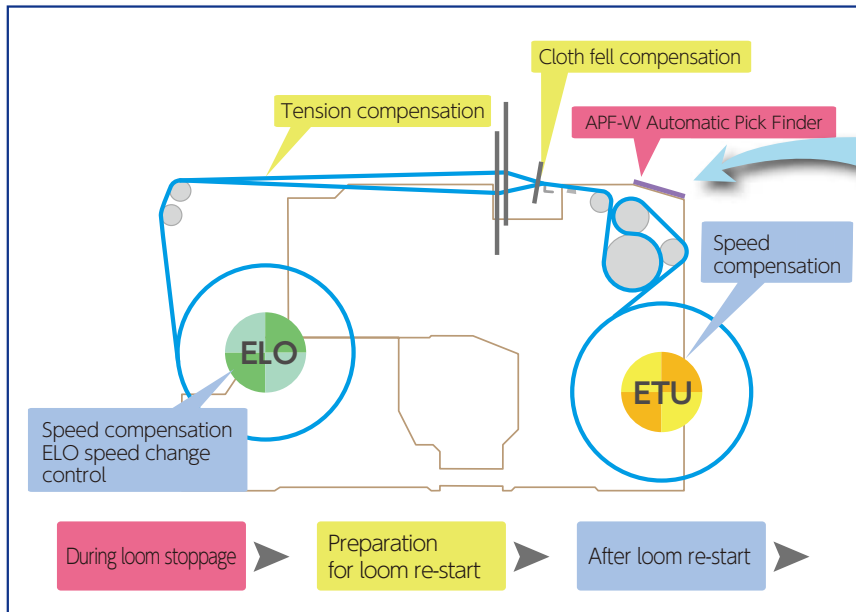 Cloth fell compensation
Tension compensation
APF-W Automatic Pick Finder
Speed
compensation
ELO
ETU
Speed compensation
ELO speed change
control
During loom stoppage
Preparation
for loom re-start
After loom re-start